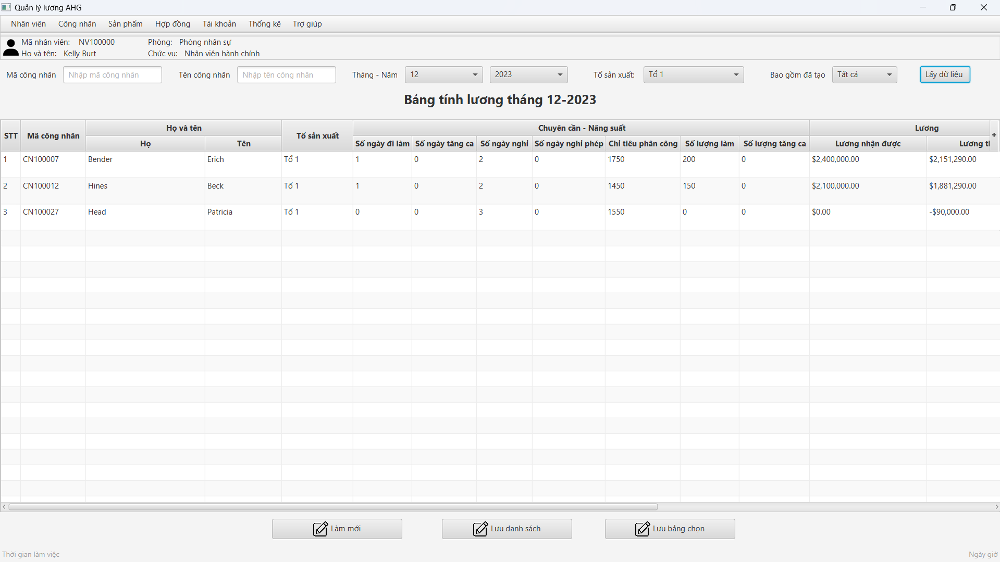 Quản lý lương AHG
Nhân viên Công nhân Sản phẩm Hợp đồng Tài khoản Thống kê Trợ giúp
Mã nhân viên: NV100000 Phòng: Phòng nhân sự
Họ và tên: Kelly Burt Chức vụ: Nhân viên hành chính
Mã công nhân Nhập mã công nhân Tên công nhân Nhập tên công nhân Tháng - Năm 12 2023 Tổ sản xuất: Tổ 1 Bao gồm đã tạo Tất cả Lấy dữ liệu
Bảng tính lương tháng 12-2023
STT Mã công nhân Họ và tên Tổ sản xuất Chuyên cần - Năng suất Lương +
Họ Tên Số ngày đi làm Số ngày tăng ca Số ngày nghỉ Số ngày nghỉ phép Chỉ tiêu phân công Số lượng làm Số lượng tăng ca Lương nhận được Lương
1 CN100007 Bender Erich Tổ 1 1 0 2 0 1750 200 0 $2,400,000.00 $2,151,290.00
2 CN100012 Hines Beck Tổ 1 1 0 2 0 1450 150 0 $2,100,000.00 $1,881,290.00
3 CN100027 Head Patricia Tổ 1 0 0 3 0 1550 0 0 $0.00 -$90,000.00
Làm mới Lưu danh sách Lưu bảng chọn
Thời gian làm việc Ngày giờ